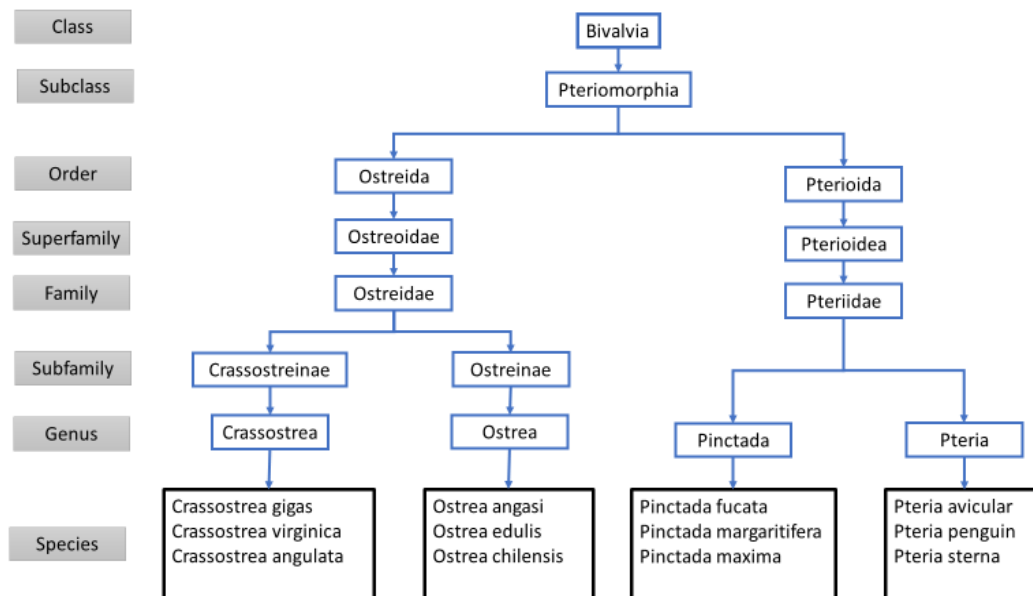 Class
Bivalvia
Subclass
Pteriomorphia
Order
Ostreida
Pterioida
Superfamily
Ostreoidae
Pterioidea
Family
Ostreidae
Pteriidae
Subfamily
Crassostreinae
Ostreinae
Genus
Crassostrea
Ostrea
Pinctada
Pteria
Species
Crassostrea gigas
Crassostrea virginica
Crassostrea angulata
Ostrea angasi
Ostrea edulis
Ostrea chilensis
Pinctada fucata
Pinctada margaritifera
Pinctada maxima
Pteria avicular
Pteria penguin
Pteria sterna